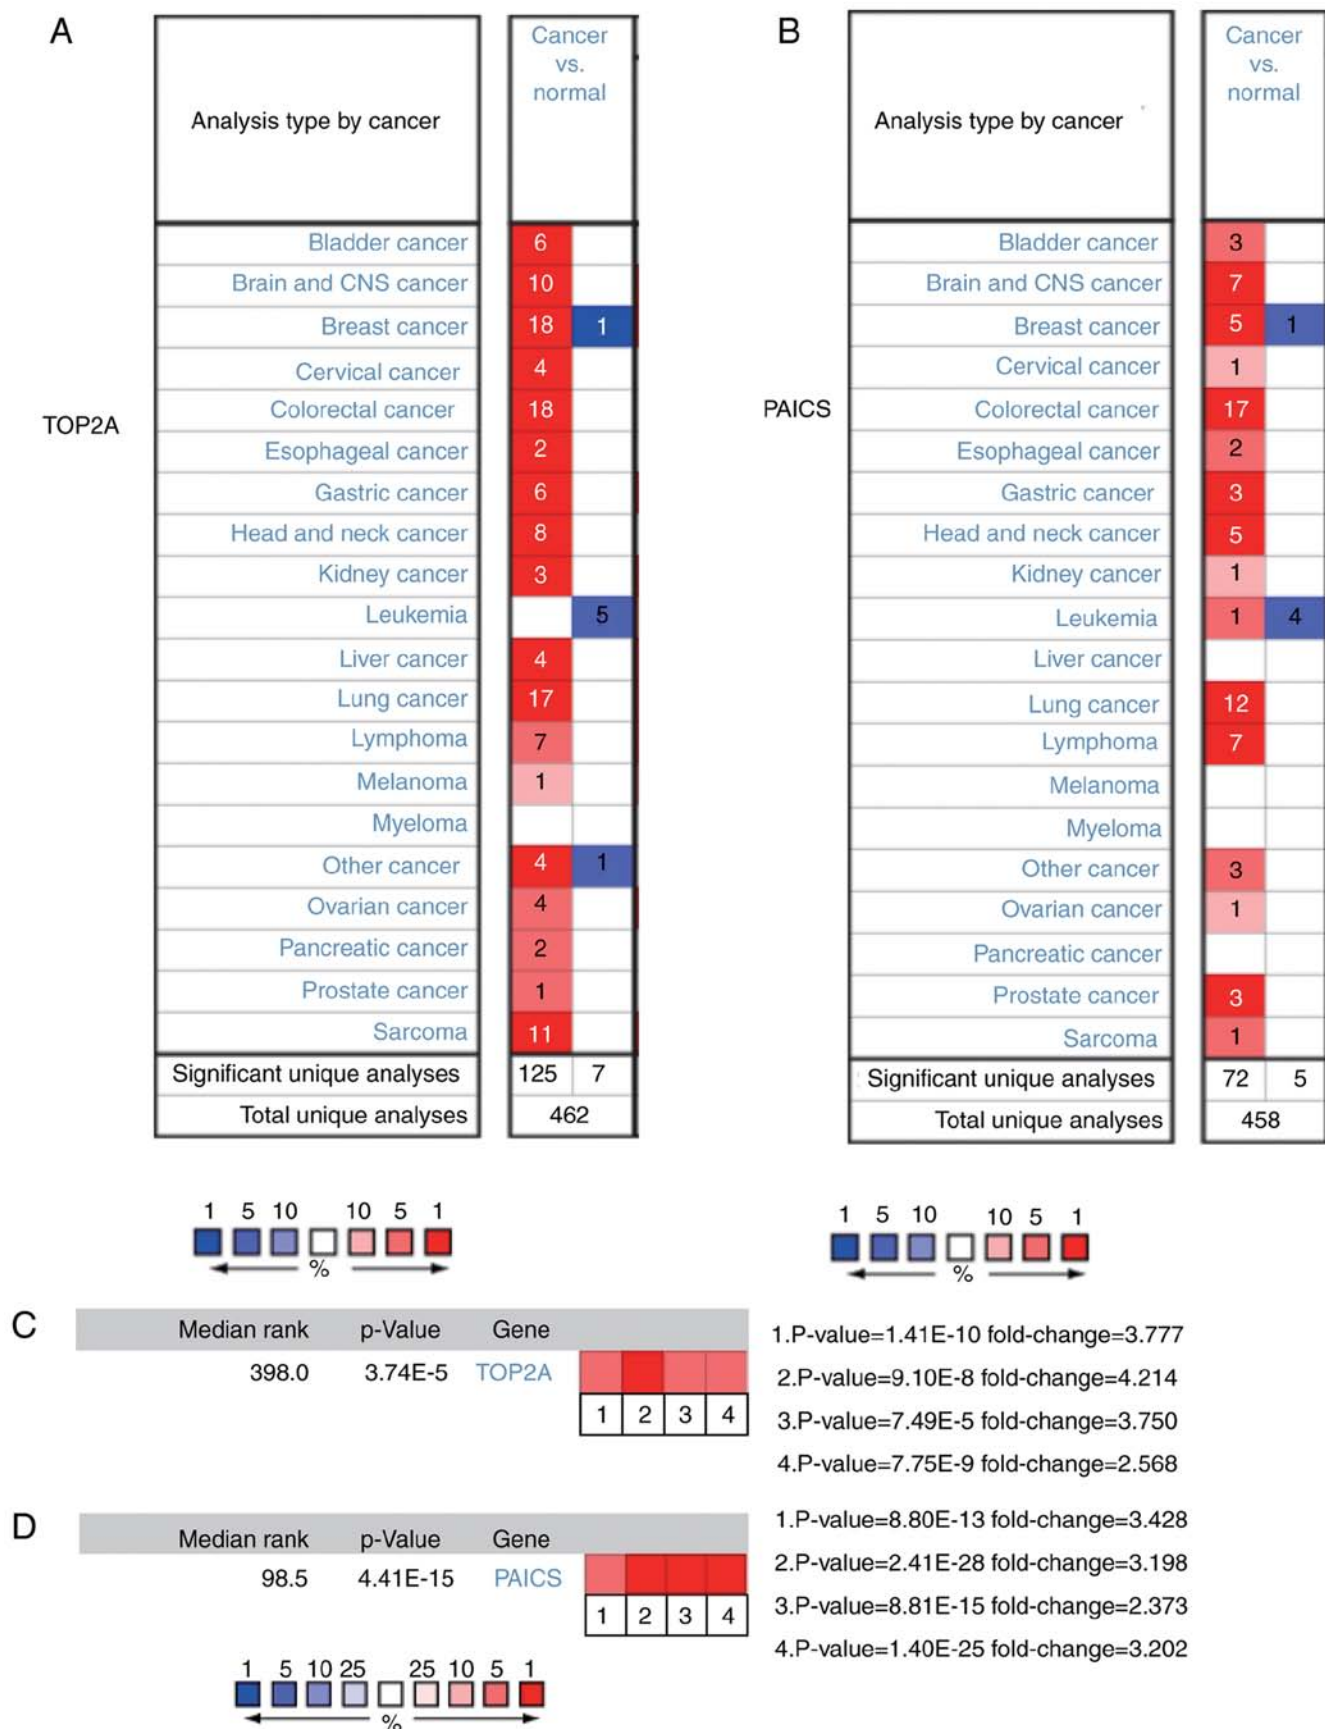 A
Analysis type by cancer
Cancer
vs.
normal
TOP2A
Bladder cancer 6
Brain and CNS cancer 10
Breast cancer 18 1
Cervical cancer 4
Colorectal cancer 18
Esophageal cancer 2
Gastric cancer 6
Head and neck cancer 8
Kidney cancer 3
Leukemia 5
Liver cancer 4
Lung cancer 17
Lymphoma 7
Melanoma 1
Myeloma
Other cancer 4 1
Ovarian cancer 4
Pancreatic cancer 2
Prostate cancer 1
Sarcoma 11
Significant unique analyses 125 7
Total unique analyses 462
1 5 10 10 5 1
%
B
Analysis type by cancer
Cancer
vs.
normal
PAICS
Bladder cancer 3
Brain and CNS cancer 7
Breast cancer 5 1
Cervical cancer 1
Colorectal cancer 17
Esophageal cancer 2
Gastric cancer 3
Head and neck cancer 5
Kidney cancer 1
Leukemia 1 4
Liver cancer
Lung cancer 12
Lymphoma 7
Melanoma
Myeloma
Other cancer 3
Ovarian cancer 1
Pancreatic cancer
Prostate cancer 3
Sarcoma 1
Significant unique analyses 72 5
Total unique analyses 458
1 5 10 10 5 1
%
C
Median rank p-Value Gene
398.0 3.74E-5 TOP2A
1 2 3 4
1.P-value=1.41E-10 fold-change=3.777
2.P-value=9.10E-8 fold-change=4.214
3.P-value=7.49E-5 fold-change=3.750
4.P-value=7.75E-9 fold-change=2.568
D
Median rank p-Value Gene
98.5 4.41E-15 PAICS
1 2 3 4
1.P-value=8.80E-13 fold-change=3.428
2.P-value=2.41E-28 fold-change=3.198
3.P-value=8.81E-15 fold-change=2.373
4.P-value=1.40E-25 fold-change=3.202
1 5 10 25 25 10 5 1
%